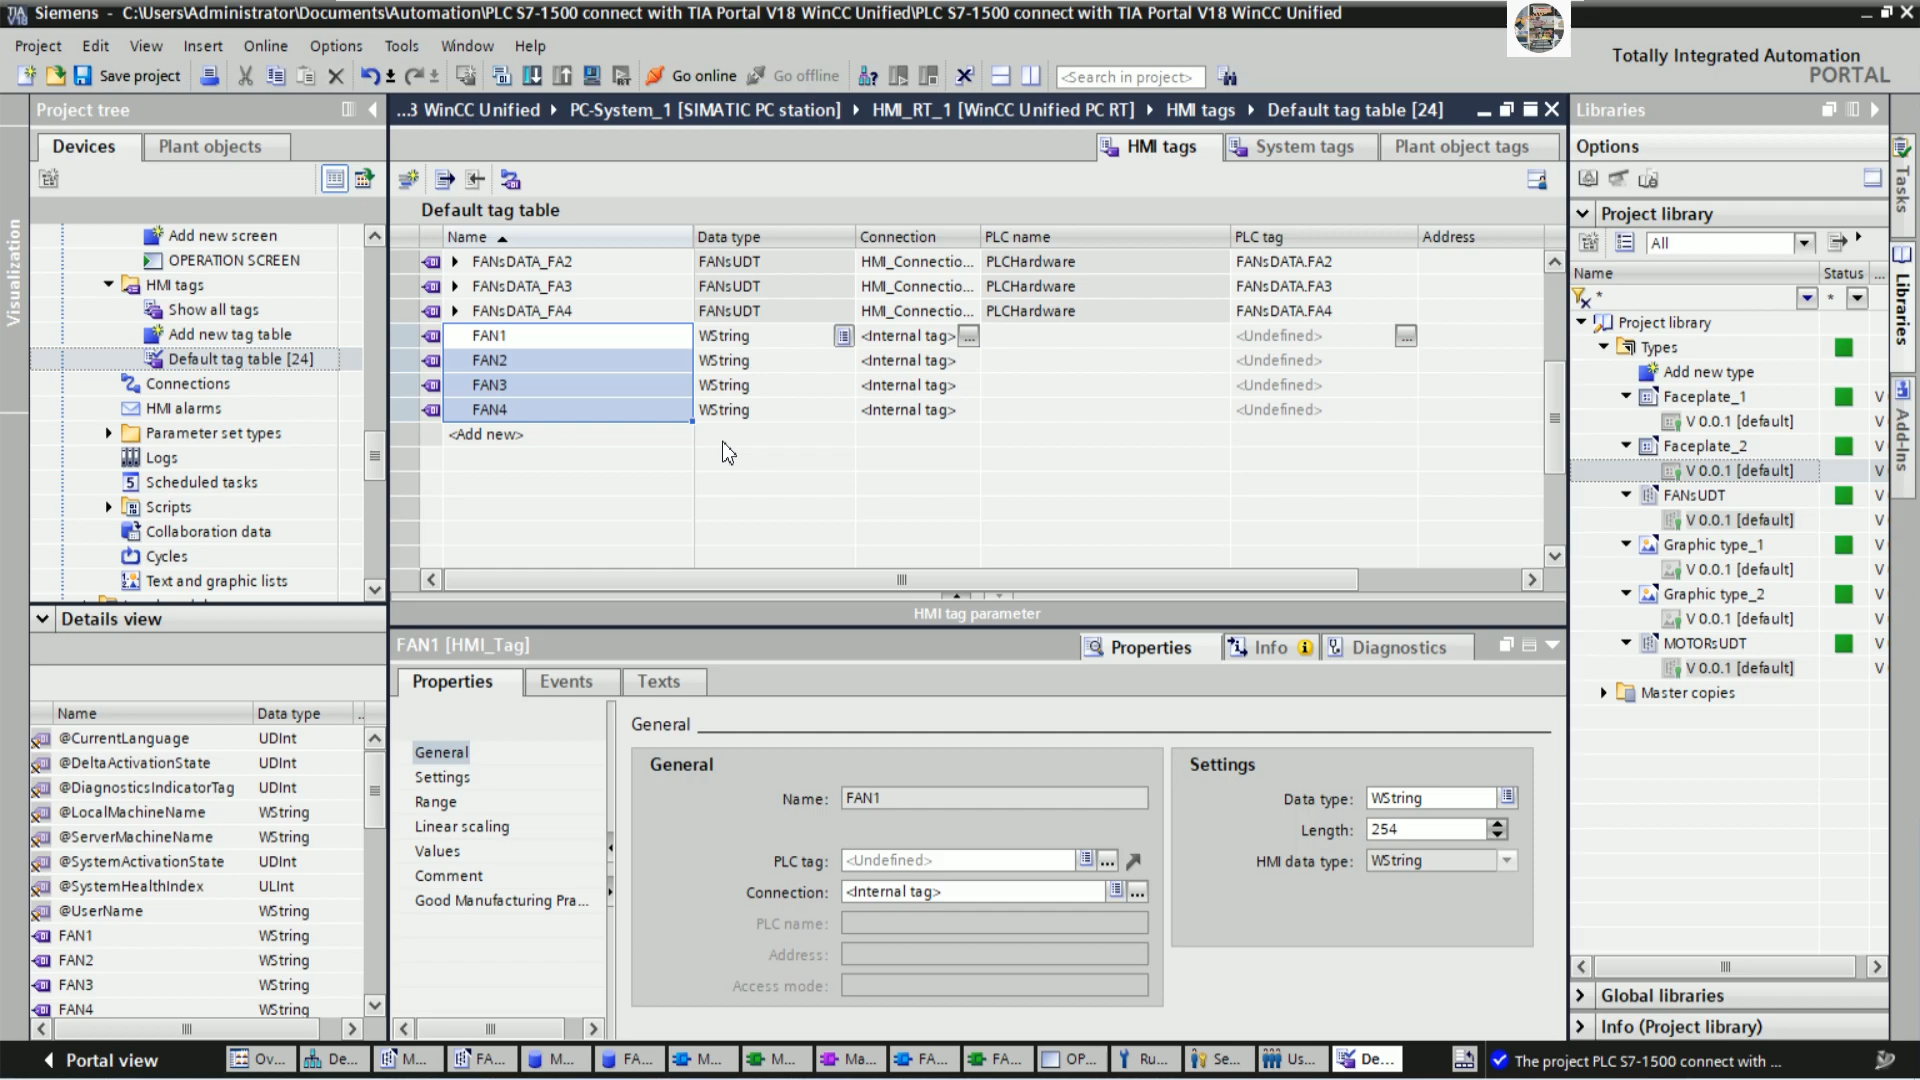 Siemens - C:\Users\Administrator\Documents\Automation\PLC S7-1500 connect with TIA Portal V18 WinCC Unified\PLC S7-1500 connect with TIA Portal V18 WinCC Unified
Project Edit View Insert Online Options Tools Window Help
Totally Integrated Automation
PORTAL
Save project Go online Go offline <Search in project>
Project tree
...3 WinCC Unified PC-System_1 [SIMATIC PC station] HMI_RT_1 [WinCC Unified PC RT] HMI tags Default tag table [24]
Libraries
Devices Plant objects
HMI tags System tags Plant object tags
Options
Default tag table
Project library
All
Name Data type Connection PLC name PLC tag Address
FANsDATA_FA2 FANsUDT HMI_Connectio... PLCHardware FANsDATA.FA2
FANsDATA_FA3 FANsUDT HMI_Connectio... PLCHardware FANsDATA.FA3
FANsDATA_FA4 FANsUDT HMI_Connectio... PLCHardware FANsDATA.FA4
FAN1 WString <Internal tag> ... <Undefined> ...
FAN2 WString <Internal tag> <Undefined>
FAN3 WString <Internal tag> <Undefined>
FAN4 WString <Internal tag> <Undefined>
<Add new>
Add new screen
OPERATION SCREEN
HMI tags
Show all tags
Add new tag table
Default tag table [24]
Connections
HMI alarms
Parameter set types
Logs
Scheduled tasks
Scripts
Collaboration data
Cycles
Text and graphic lists
Visualization
Name Status ...
* *
Project library
Types
Add new type
Faceplate_1 V
V 0.0.1 [default] V
Faceplate_2 V
V 0.0.1 [default] V
FANsUDT V
V 0.0.1 [default] V
Graphic type_1 V
V 0.0.1 [default] V
Graphic type_2 V
V 0.0.1 [default] V
MOTORsUDT V
V 0.0.1 [default] V
Master copies
Tasks
Libraries
Add-Ins
HMI tag parameter
Details view
Name Data type ..
@CurrentLanguage UDInt
@DeltaActivationState UDInt
@DiagnosticsIndicatorTag UDInt
@LocalMachineName WString
@ServerMachineName WString
@SystemActivationState UDInt
@SystemHealthIndex ULInt
@UserName WString
FAN1 WString
FAN2 WString
FAN3 WString
FAN4 WString
FAN1 [HMI_Tag]
Properties Info Diagnostics
Properties Events Texts
General
Settings
Range
Linear scaling
Values
Comment
Good Manufacturing Pra...
General
General
Name: FAN1
PLC tag: <Undefined> ...
Connection: <Internal tag> ...
PLC name:
Address:
Access mode:
Settings
Data type: WString
Length: 254
HMI data type: WString
Global libraries
Info (Project library)
Portal view Ov... De... M... FA... M... FA... M... M... Ma... FA... FA... OP... Ru... Se... Us... De... The project PLC S7-1500 connect with ...